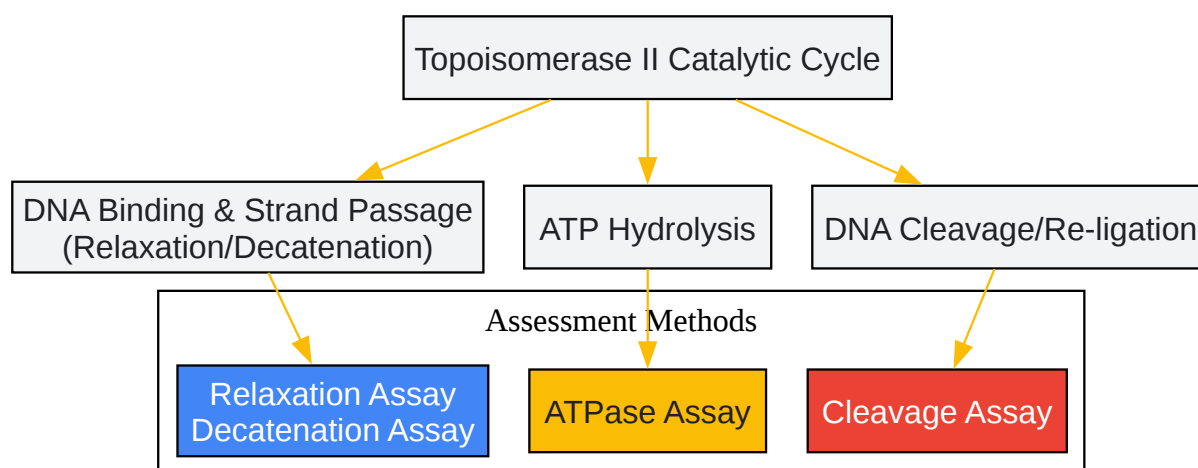 Topoisomerase II Catalytic Cycle
DNA Binding & Strand Passage
(Relaxation/Decatenation)
ATP Hydrolysis
DNA Cleavage/Re-ligation
Assessment Methods
Relaxation Assay
Decatenation Assay
ATPase Assay
Cleavage Assay